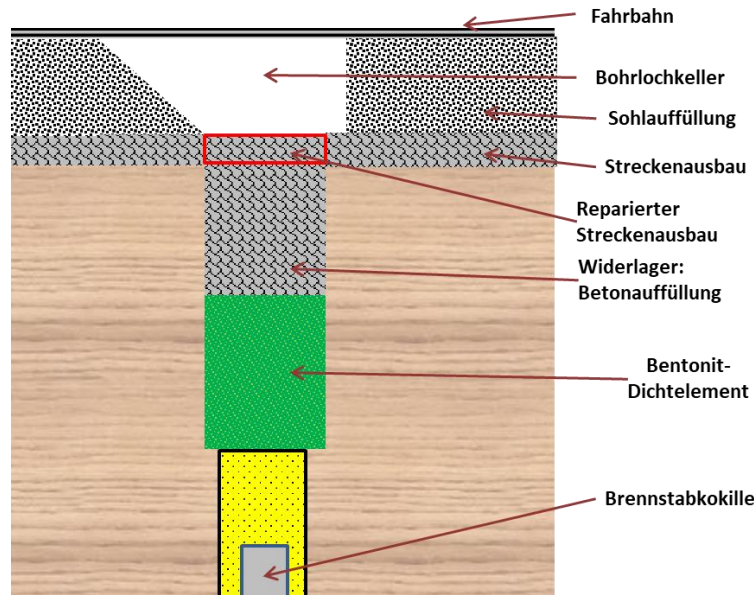 Fahrbahn
Bohrlochkeller
Sohlauffüllung
Streckenausbau
Reparierter
Streckenausbau
Widerlager:
Betonauffüllung
Bentonit-
Dichtelement
Brennstabkokille